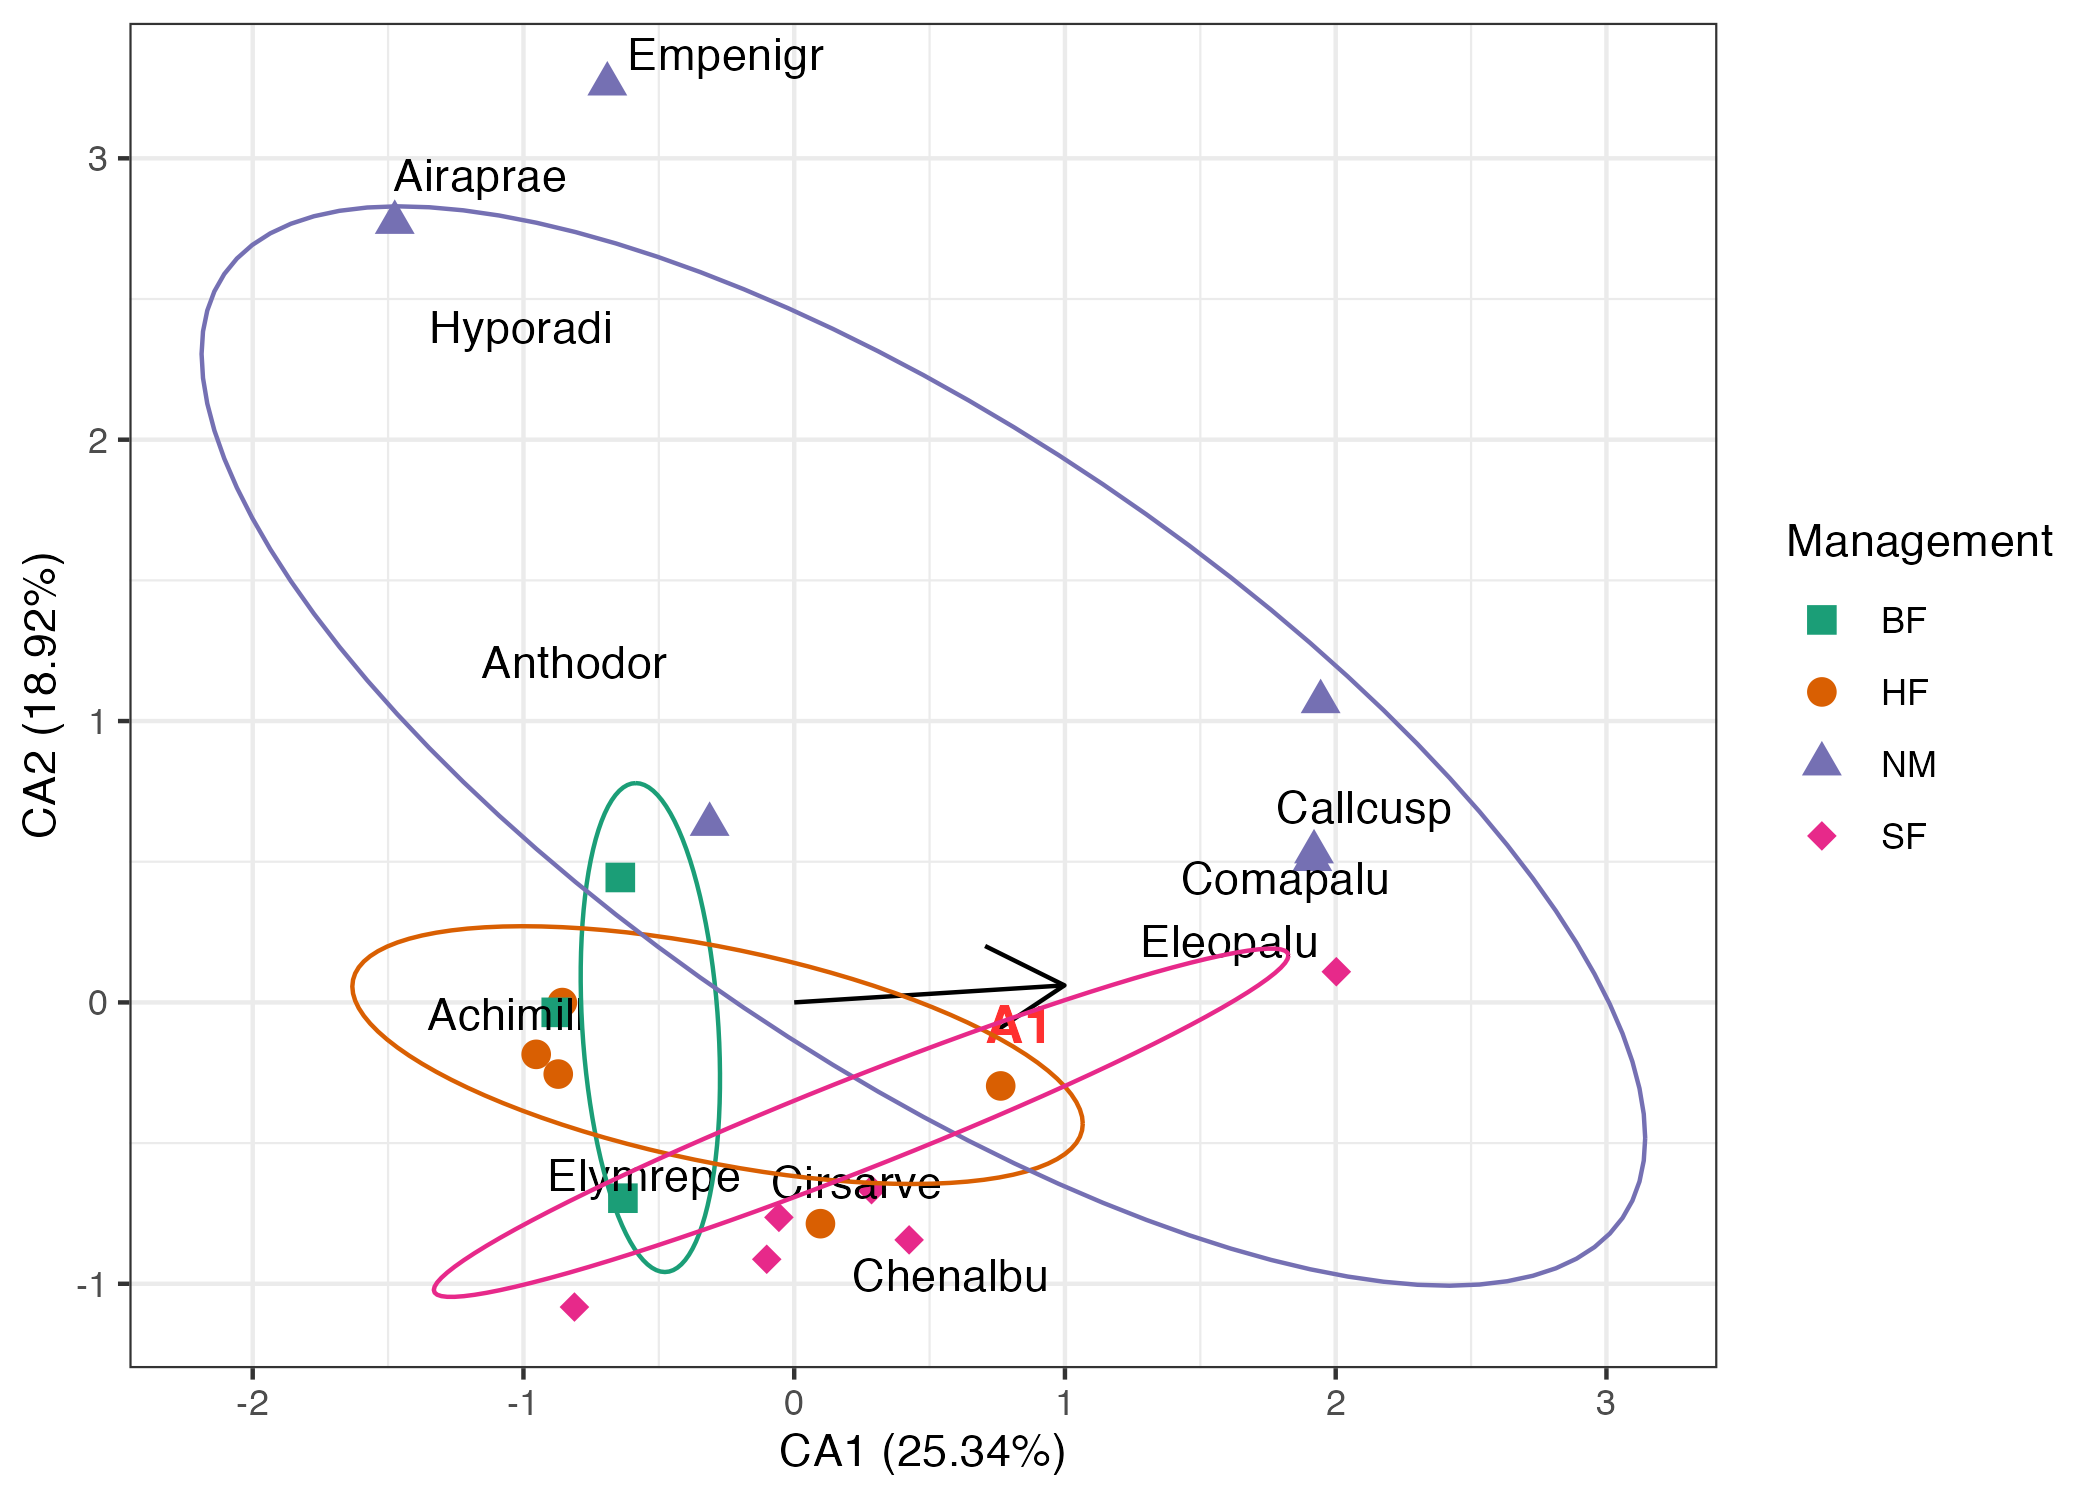 Empenigr
Airaprae
Hyporadi
Anthodor
Callcusp
Comapalu
Eleopalu
Achimill
A1
Elymrepe
Cirsarve
Chenalbu
3
2
1
0
-1
-2
-1
0
1
2
3
CA1 (25.34%)
CA2 (18.92%)
Management
BF
HF
NM
SF